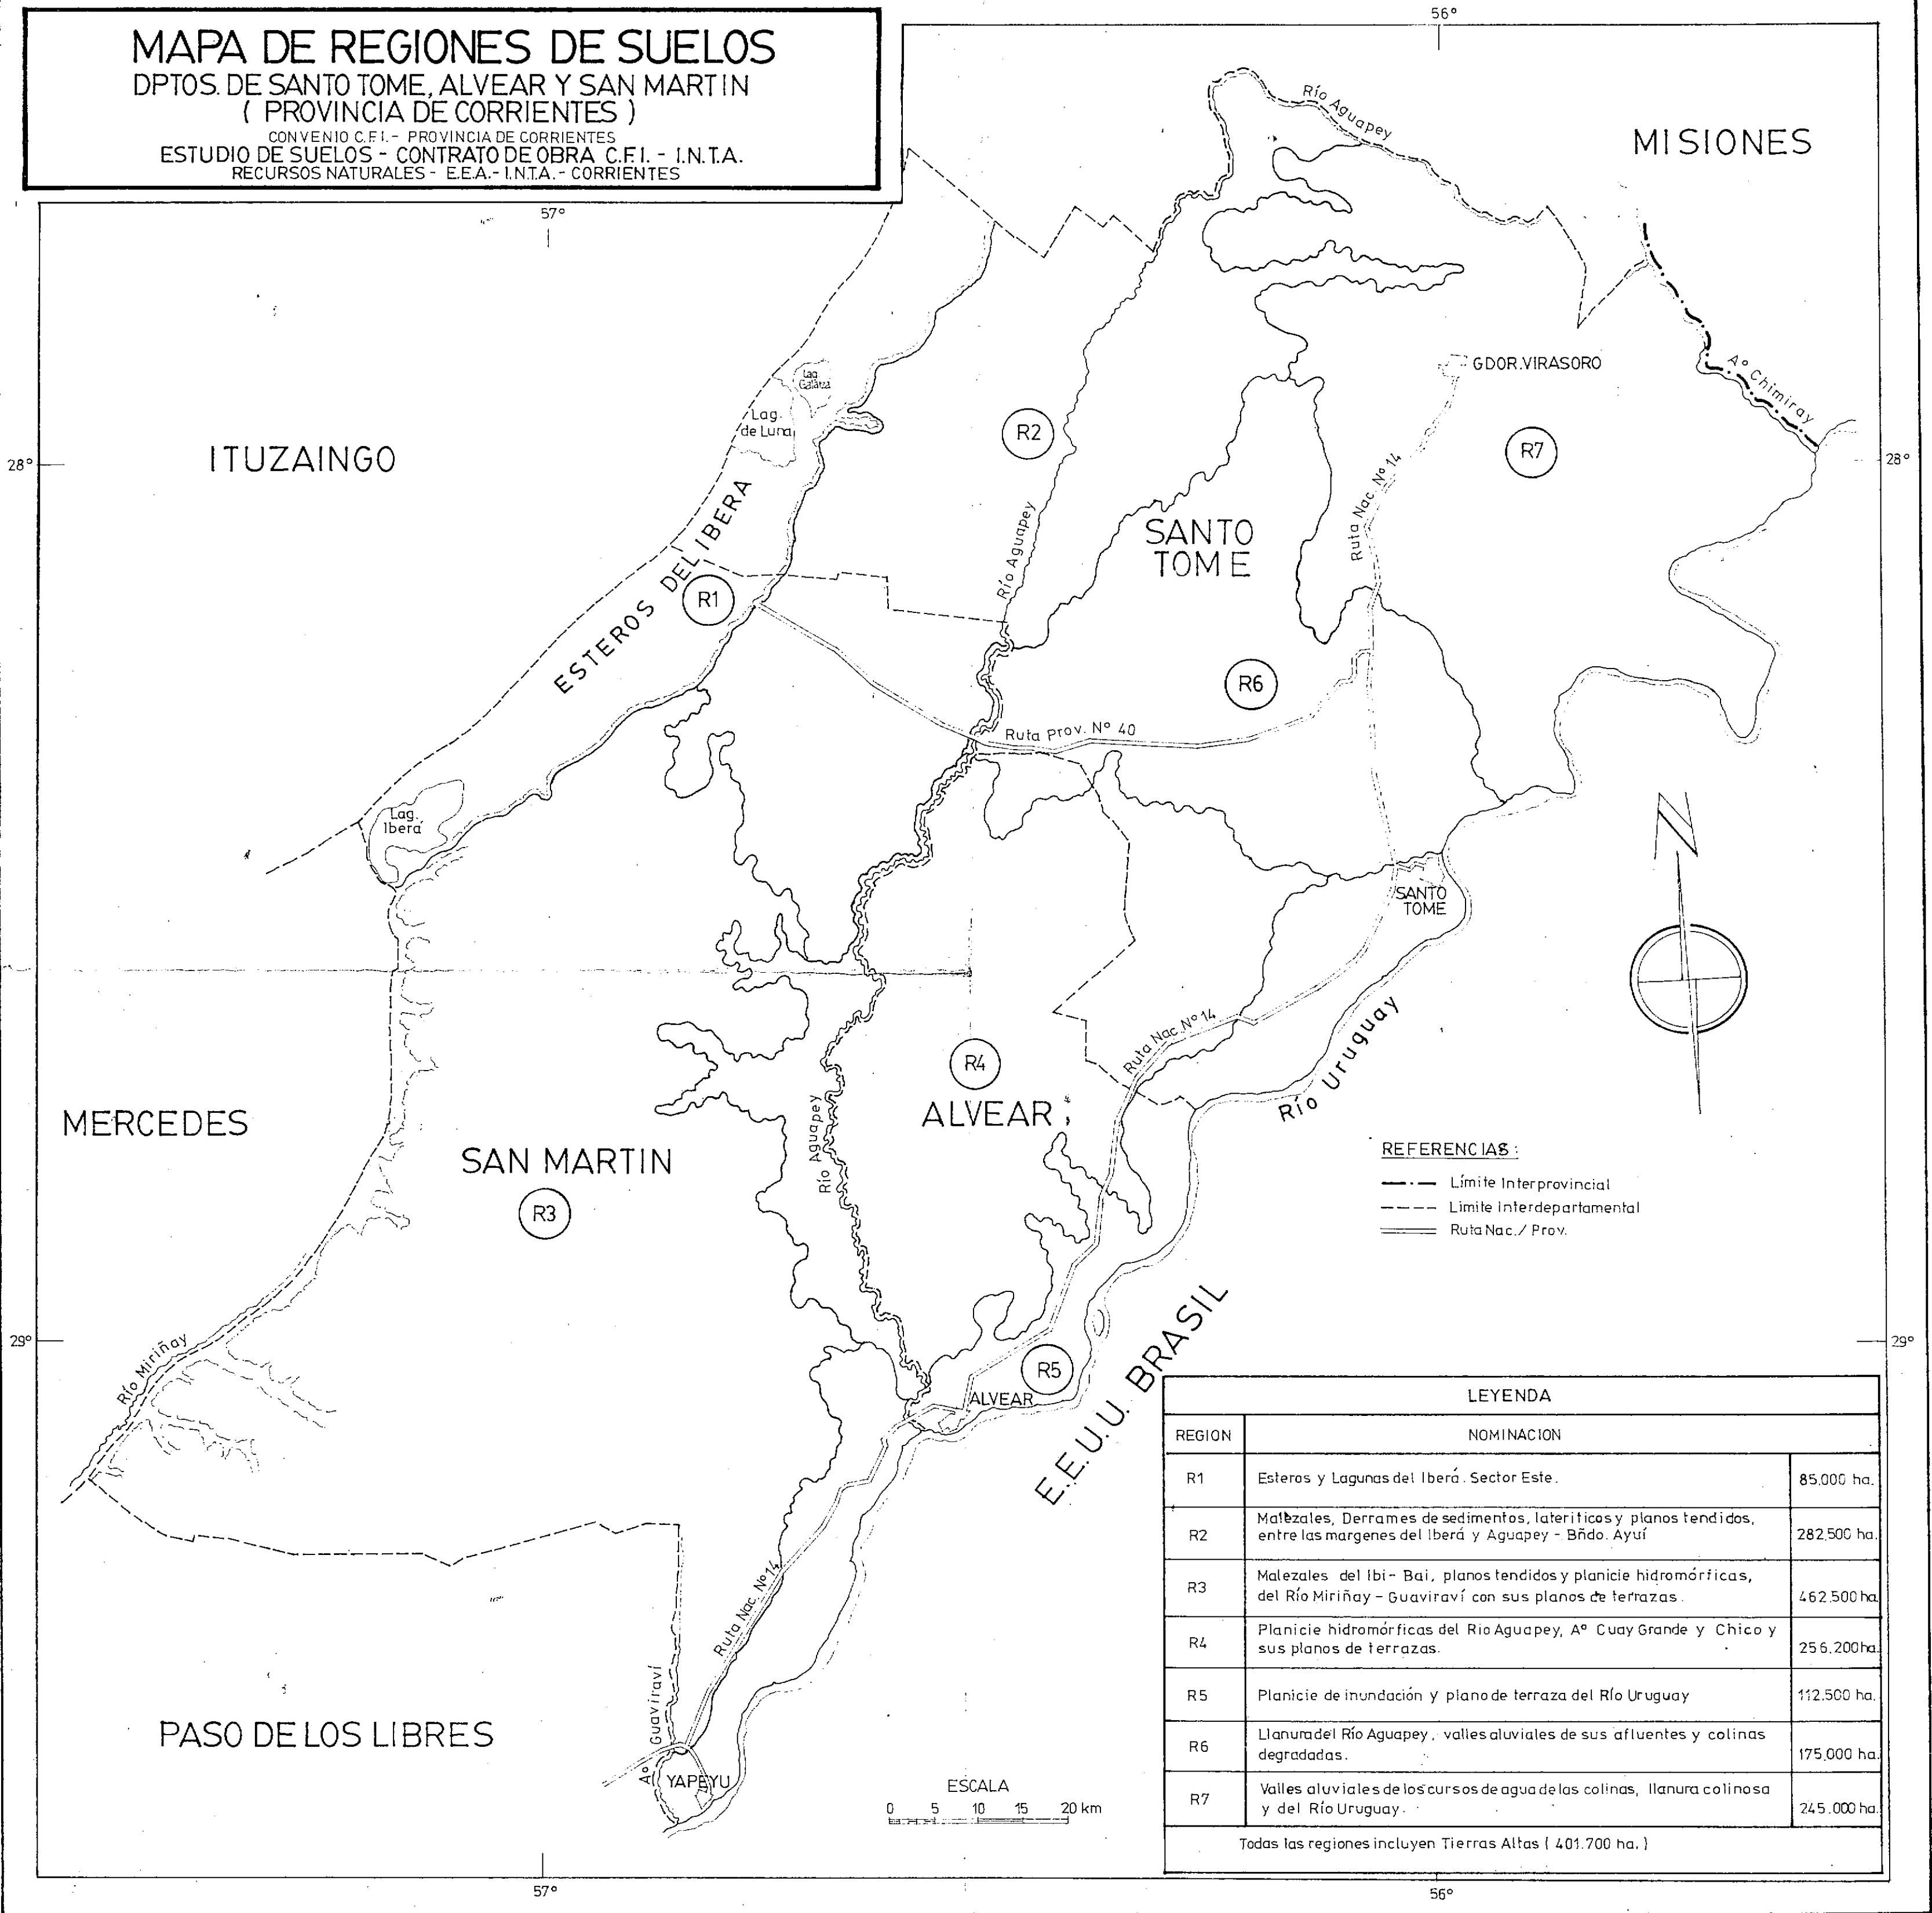 MAPA DE REGIONES DE SUELOS
DPTOS. DE SANTO TOME, ALVEAR Y SAN MARTIN
( PROVINCIA DE CORRIENTES )
CONVENIO C.F.I. - PROVINCIA DE CORRIENTES
ESTUDIO DE SUELOS - CONTRATO DE OBRA C.F.I. - I.N.T.A.
RECURSOS NATURALES - E.E.A. - I.N.T.A. - CORRIENTES
56°
57°
Río Aguapey
MISIONES
GDOR. VIRASORO
A° Chimiray
Lag. Galarza
Lag. de Luna
ITUZAINGO
28°
28°
R2
R7
Ruta Nac. N° 14
SANTO
TOME
Río Aguapey
ESTEROS DEL IBERA
R1
R6
Ruta Prov. N° 40
Lag.
Iberá
SANTO
TOME
Río Uruguay
Ruta Nac. N° 14
R4
ALVEAR
N
MERCEDES
SAN MARTIN
R3
Río Aguapey
REFERENCIAS :
Límite Interprovincial
Limite interdepartamental
Ruta Nac. / Prov.
29°
29°
Río Miriñay
R5
ALVEAR
E.E.U.U. BRASIL
Ruta Nac. N° 14
A° Guaviraví
PASO DE LOS LIBRES
YAPEYU
ESCALA
0 5 10 15 20 km
57°
56°
LEYENDA
REGION NOMINACION
R1 Esteros y Lagunas del Iberá. Sector Este. 85.000 ha.
R2 Malezales, Derrames de sedimentos, lateriticos y planos tendidos,
entre las margenes del Iberá y Aguapey - Bñdo. Ayuí 282.500 ha.
R3 Malezales del Ibi - Bai, planos tendidos y planicie hidromórficas,
del Río Miriñay - Guaviraví con sus planos de terrazas. 462.500 ha.
R4 Planicie hidromórficas del Rio Aguapey, A° Cuay Grande y Chico y
sus planos de terrazas. 256.200 ha.
R5 Planicie de inundación y plano de terraza del Río Uruguay 112.500 ha.
R6 Llanura del Río Aguapey, valles aluviales de sus afluentes y colinas
degradadas. 175.000 ha.
R7 Valles aluviales de los cursos de agua de las colinas, llanura colinosa
y del Río Uruguay. 245.000 ha.
Todas las regiones incluyen Tierras Altas ( 401.700 ha. )